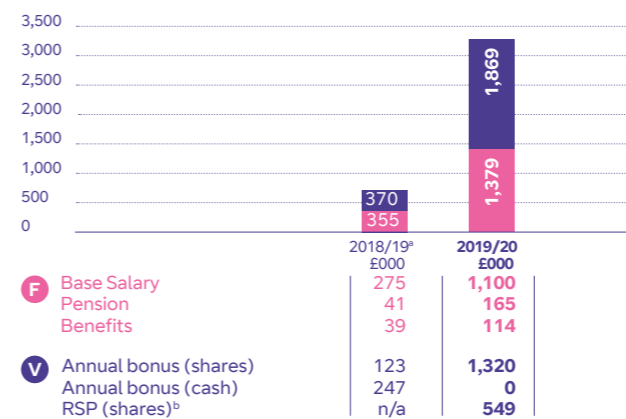 3,500
3,000
2,500
2,000
1,500
1,000
500
0
1,869
1,379
370
355
2018/19ᵃ 2019/20
£000 £000
F Base Salary 275 1,100
Pension 41 165
Benefits 39 114
V Annual bonus (shares) 123 1,320
Annual bonus (cash) 247 0
RSP (shares)ᵇ n/a 549